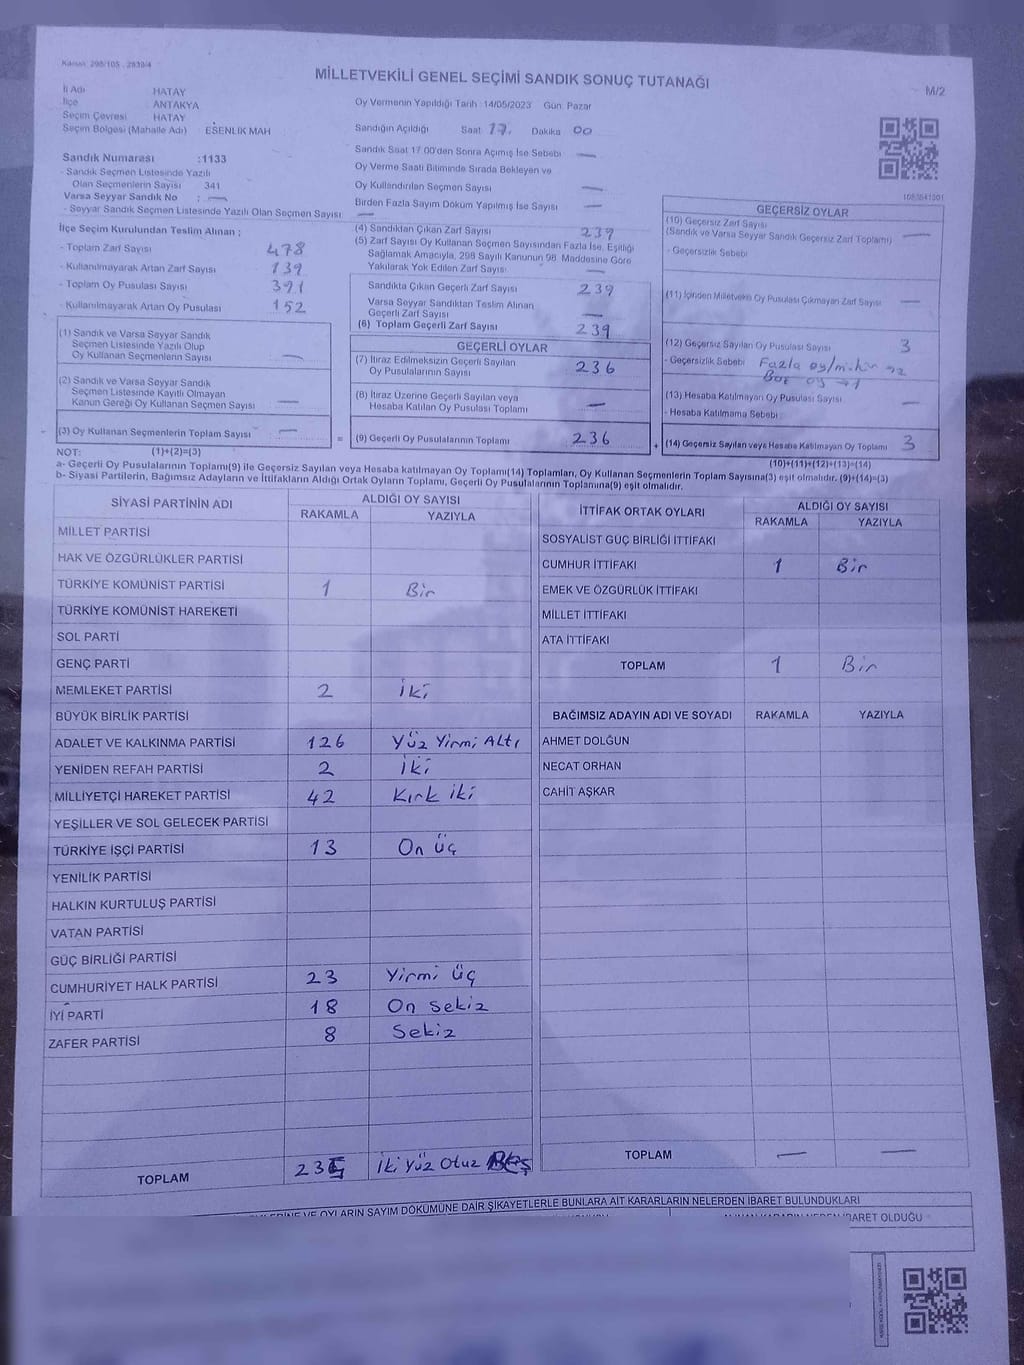 Kanun: 298/105 , 2839/4
MİLLETVEKİLİ GENEL SEÇİMİ SANDIK SONUÇ TUTANAĞI
M/2
İl Adı HATAY
İlçe ANTAKYA
Seçim Çevresi HATAY
Seçim Bölgesi (Mahalle Adı) ESENLİK MAH
Oy Vermenin Yapıldığı Tarih 14/05/2023 Gün: Pazar
Sandığın Açıldığı Saat 17. Dakika 00
Sandık Saat 17:00'den Sonra Açımış İse Sebebi —
Oy Verme Saati Bitiminde Sırada Bekleyen ve
Oy Kullandırılan Seçmen Sayısı —
Birden Fazla Sayım Döküm Yapılmış İse Sayısı —
Sandık Numarası :1133
- Sandık Seçmen Listesinde Yazılı
Olan Seçmenlerin Sayısı 341
Varsa Seyyar Sandık No : —
- Seyyar Sandık Seçmen Listesinde Yazılı Olan Seçmen Sayısı —
İlçe Seçim Kurulundan Teslim Alınan ;
- Toplam Zarf Sayısı 478
- Kullanılmayarak Artan Zarf Sayısı 139
- Toplam Oy Pusulası Sayısı 391
- Kullanılmayarak Artan Oy Pusulası 152
(1) Sandık ve Varsa Seyyar Sandık
Seçmen Listesinde Yazılı Olup
Oy Kullanan Seçmenlerin Sayısı —
(2) Sandık ve Varsa Seyyar Sandık
Seçmen Listesinde Kayıtlı Olmayan
Kanun Gereği Oy Kullanan Seçmen Sayısı —
(3) Oy Kullanan Seçmenlerin Toplam Sayısı —
(4) Sandıktan Çıkan Zarf Sayısı 239
(5) Zarf Sayısı Oy Kullanan Seçmen Sayısından Fazla İse, Eşitliği
Sağlamak Amacıyla, 298 Sayılı Kanunun 98. Maddesine Göre
Yakılarak Yok Edilen Zarf Sayısı —
Sandıkta Çıkan Geçerli Zarf Sayısı 239
Varsa Seyyar Sandıktan Teslim Alınan
Geçerli Zarf Sayısı —
(6) Toplam Geçerli Zarf Sayısı 239
GEÇERLİ OYLAR
(7) İtiraz Edilmeksizin Geçerli Sayılan
Oy Pusulalarının Sayısı 236
(8) İtiraz Üzerine Geçerli Sayılan veya
Hesaba Katılan Oy Pusulası Toplamı —
= (9) Geçerli Oy Pusulalarının Toplamı 236
GEÇERSİZ OYLAR
(10) Geçersiz Zarf Sayısı
(Sandık ve Varsa Seyyar Sandık Geçersiz Zarf Toplamı) —
- Geçersizlik Sebebi
(11) İçinden Milletvekili Oy Pusulası Çıkmayan Zarf Sayısı —
(12) Geçersiz Sayılan Oy Pusulası Sayısı 3
- Geçersizlik Sebebi Fazla
Boş oy
(13) Hesaba Katılmayan Oy Pusulası Sayısı —
- Hesaba Katılmama Sebebi :
+ (14) Geçersiz Sayılan veya Hesaba Katılmayan Oy Toplamı 3
NOT: (1)+(2)=(3)
(10)+(11)+(12)+(13)=(14)
a- Geçerli Oy Pusulalarının Toplamı(9) ile Geçersiz Sayılan veya Hesaba katılmayan Oy Toplamı(14) Toplamları, Oy Kullanan Seçmenlerin Toplam Sayısına(3) eşit olmalıdır. (9)+(14)=(3)
b- Siyasi Partilerin, Bağımsız Adayların ve İttifakların Aldığı Ortak Oyların Toplamı, Geçerli Oy Pusulalarının Toplamına(9) eşit olmalıdır.
SİYASİ PARTİNİN ADI ALDIĞI OY SAYISI
RAKAMLA YAZIYLA
MİLLET PARTİSİ
HAK VE ÖZGÜRLÜKLER PARTİSİ
TÜRKİYE KOMÜNİST PARTİSİ 1 Bir
TÜRKİYE KOMÜNİST HAREKETİ
SOL PARTİ
GENÇ PARTİ
MEMLEKET PARTİSİ 2 İki
BÜYÜK BİRLİK PARTİSİ
ADALET VE KALKINMA PARTİSİ 126 Yüz Yirmi Altı
YENİDEN REFAH PARTİSİ 2 İki
MİLLİYETÇİ HAREKET PARTİSİ 42 Kırk iki
YEŞİLLER VE SOL GELECEK PARTİSİ
TÜRKİYE İŞÇİ PARTİSİ 13 On üç
YENİLİK PARTİSİ
HALKIN KURTULUŞ PARTİSİ
VATAN PARTİSİ
GÜÇ BİRLİĞİ PARTİSİ
CUMHURİYET HALK PARTİSİ 23 Yirmi üç
İYİ PARTİ 18 On sekiz
ZAFER PARTİSİ 8 Sekiz
TOPLAM 235 İki Yüz Otuz Beş
İTTİFAK ORTAK OYLARI ALDIĞI OY SAYISI
RAKAMLA YAZIYLA
SOSYALİST GÜÇ BİRLİĞİ İTTİFAKI
CUMHUR İTTİFAKI 1 Bir
EMEK VE ÖZGÜRLÜK İTTİFAKI
MİLLET İTTİFAKI
ATA İTTİFAKI
TOPLAM 1 Bir
BAĞIMSIZ ADAYIN ADI VE SOYADI RAKAMLA YAZIYLA
AHMET DOLĞUN
NECAT ORHAN
CAHİT AŞKAR
TOPLAM — —
VE OYLARIN SAYIM DÖKÜMÜNE DAİR ŞİKAYETLERLE BUNLARA AİT KARARLARIN NELERDEN İBARET BULUNDUKLARI
OLDUĞU